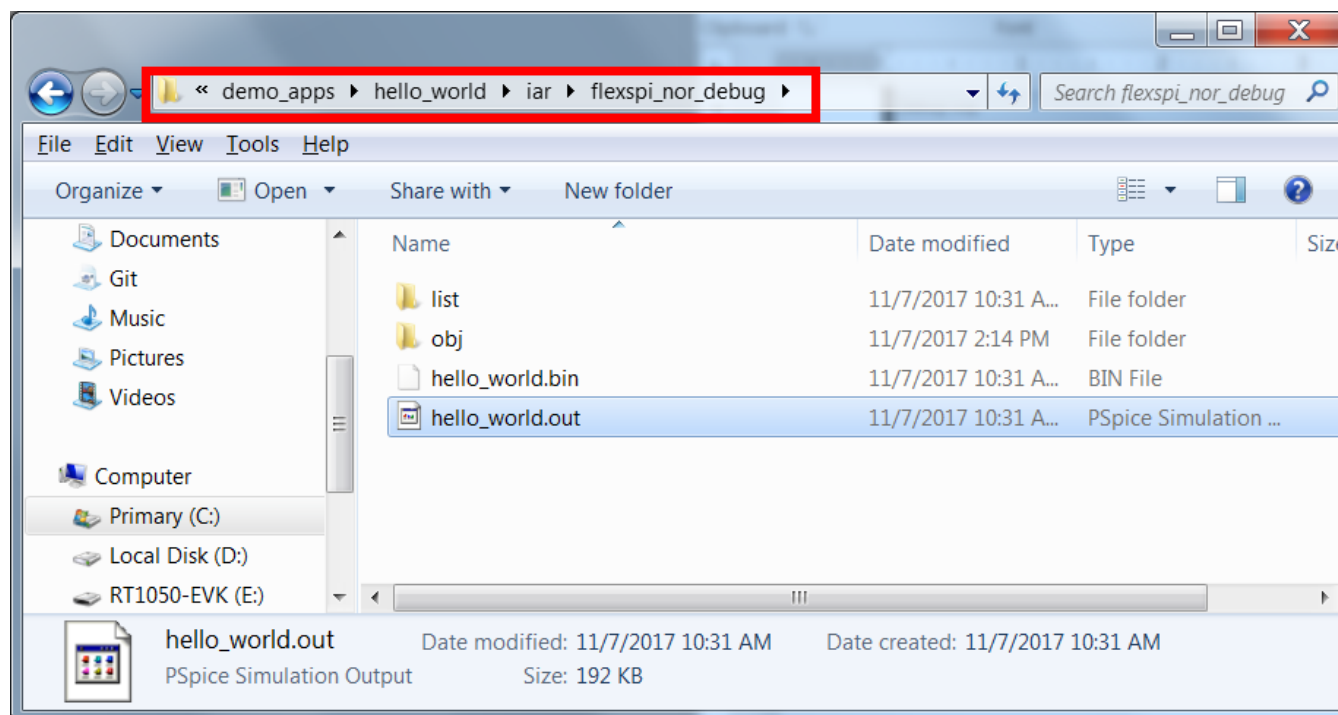 « demo_apps ▸ hello_world ▸ iar ▸ flexspi_nor_debug ▸ Search flexspi_nor_debug
File Edit View Tools Help
Organize Open Share with New folder
Documents
Git
Music
Pictures
Videos
Computer
Primary (C:)
Local Disk (D:)
RT1050-EVK (E:)
Name Date modified Type Siz
list 11/7/2017 10:31 A... File folder
obj 11/7/2017 2:14 PM File folder
hello_world.bin 11/7/2017 10:31 A... BIN File
hello_world.out 11/7/2017 10:31 A... PSpice Simulation ...
hello_world.out Date modified: 11/7/2017 10:31 AM Date created: 11/7/2017 10:31 AM
PSpice Simulation Output Size: 192 KB